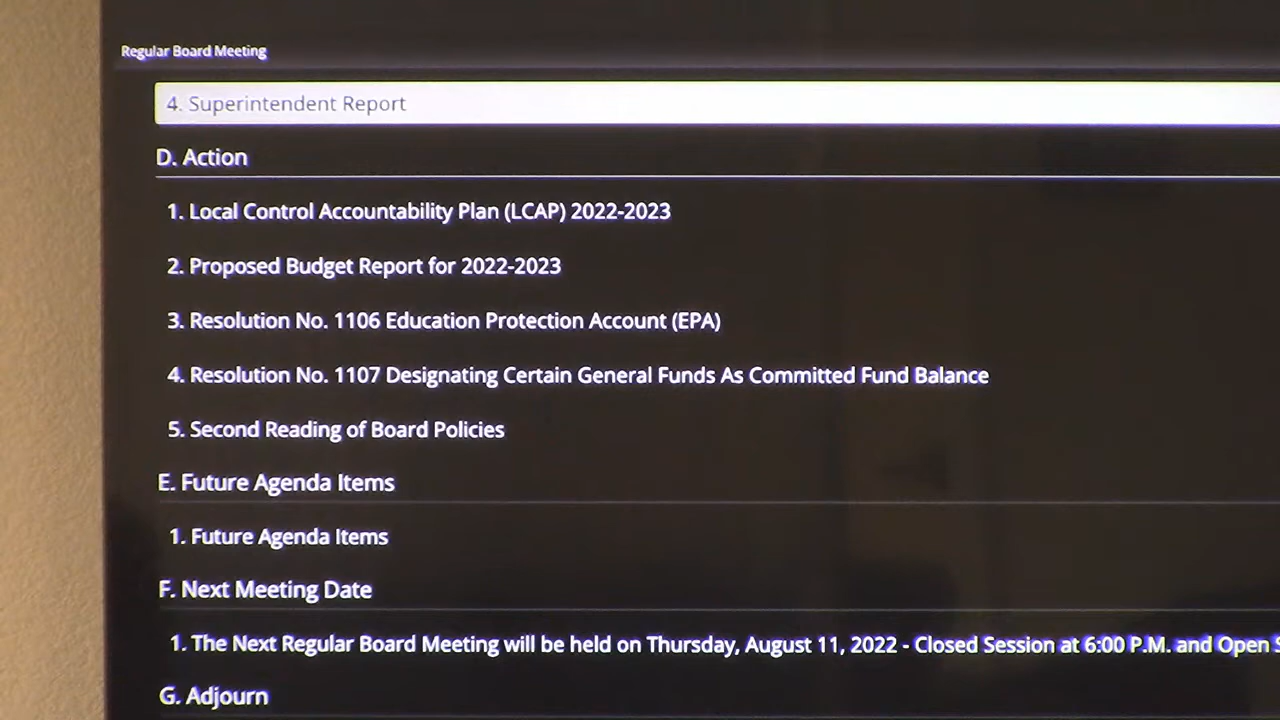 Regular Board Meeting
4. Superintendent Report
D. Action
1. Local Control Accountability Plan (LCAP) 2022-2023
2. Proposed Budget Report for 2022-2023
3. Resolution No. 1106 Education Protection Account (EPA)
4. Resolution No. 1107 Designating Certain General Funds As Committed Fund Balance
5. Second Reading of Board Policies
E. Future Agenda Items
1. Future Agenda Items
F. Next Meeting Date
1. The Next Regular Board Meeting will be held on Thursday, August 11, 2022 - Closed Session at 6:00 P.M. and Open S
G. Adjourn